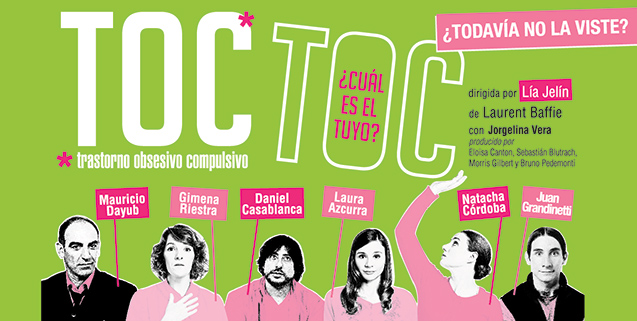 ¿TODAVÍA NO LA VISTE?
TOC* TOC
* trastorno obsesivo compulsivo
¿CUÁL
ES EL
TUYO?
dirigida por Lía Jelín
de Laurent Baffie
con Jorgelina Vera
producido por
Eloísa Canton, Sebastián Blutrach,
Morris Gilbert y Bruno Pedemonti
Mauricio
Dayub
Gimena
Riestra
Daniel
Casablanca
Laura
Azcurra
Natacha
Córdoba
Juan
Grandinetti